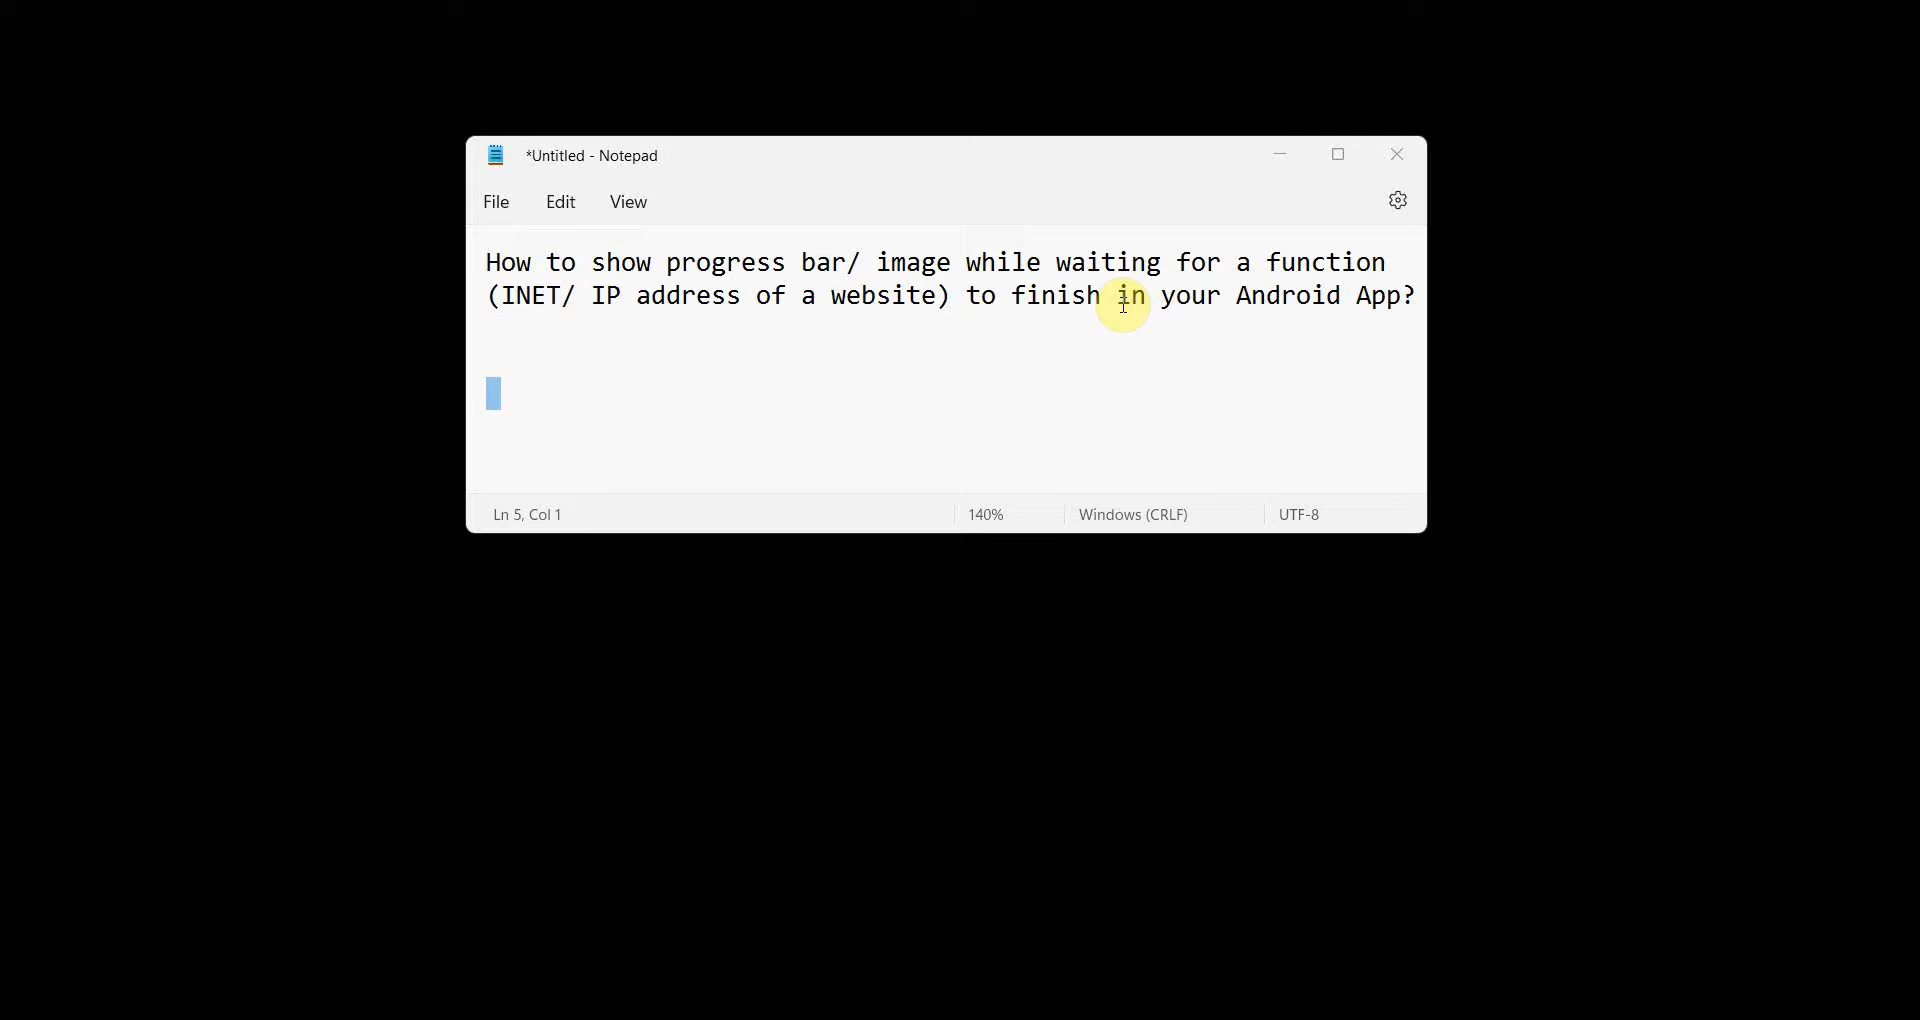 *Untitled - Notepad
File Edit View
How to show progress bar/ image while waiting for a function
(INET/ IP address of a website) to finish in your Android App?
Ln 5, Col 1 140% Windows (CRLF) UTF-8